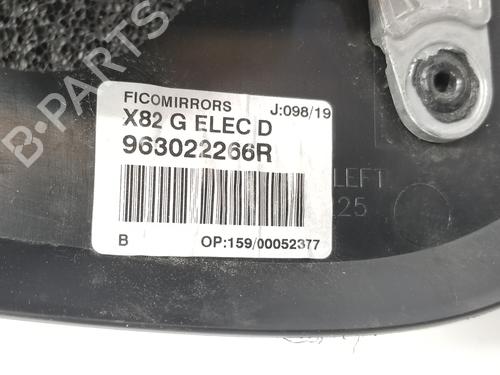 B-PARTS
FICOMIRRORS J:098/19
X82 G ELEC D
963022266R
B OP:159/00052377
LEFT
25